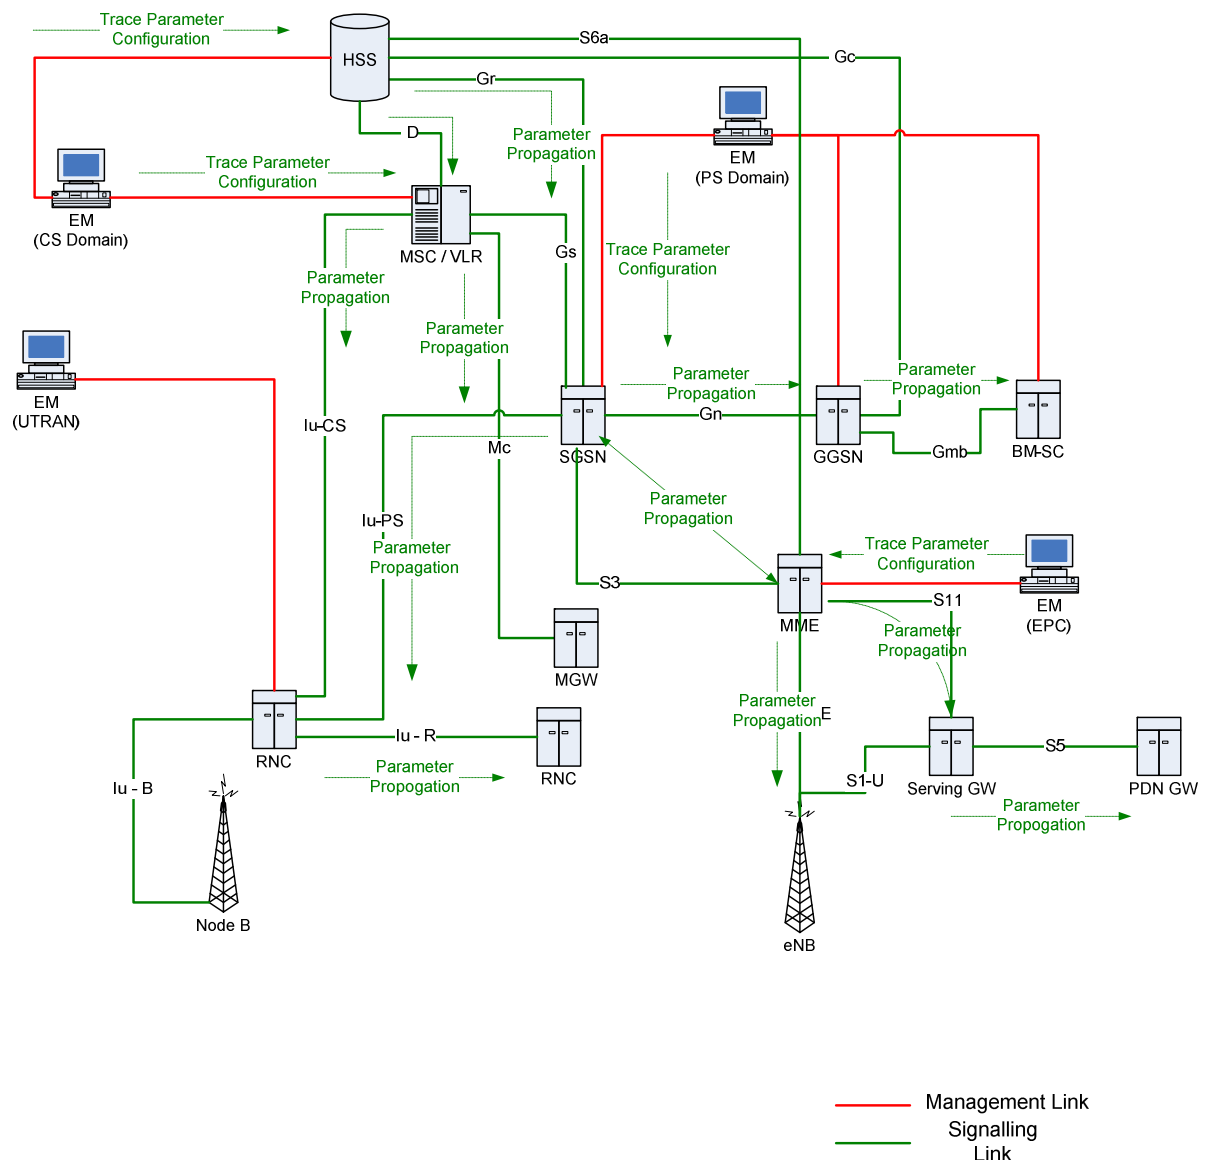 Trace Parameter
Configuration
S6a
HSS
Gc
Gr
D
Parameter
Propagation
EM
(PS Domain)
Trace Parameter
Configuration
EM
(CS Domain)
MSC / VLR
Gs
Trace Parameter
Configuration
Parameter
Propagation
Parameter
Propagation
EM
(UTRAN)
Parameter
Propagation
Parameter
Propagation
Iu-CS
Gn
Mc
SGSN
GGSN
Gmb
BM-SC
Parameter
Propagation
Iu-PS
Parameter
Propagation
Trace Parameter
Configuration
S3
S11
EM
(EPC)
MME
Parameter
Propagation
MGW
Parameter
Propagation
E
Iu - R
RNC
RNC
Parameter
Propogation
Iu - B
S5
S1-U
Serving GW
PDN GW
Parameter
Propogation
Node B
eNB
Management Link
Signalling
Link